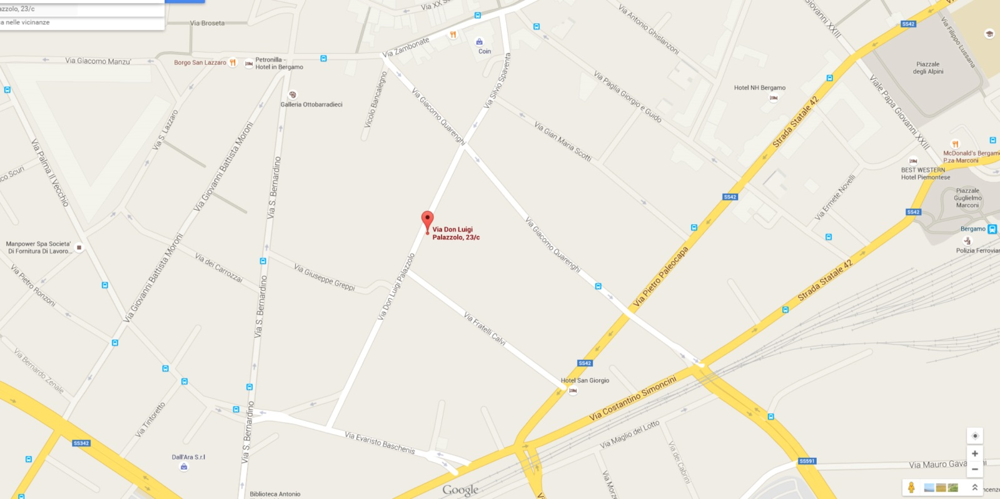 alazzolo, 23/c
ca nelle vicinanze
Via Broseta
Via XX S
Via Zambonate
Coin
Via Antonio Ghislanzoni
Giovanni XXIII
SS42
Via Filippo Lussana
Via Giacomo Manzu'
Borgo San Lazzaro
Petronilla -
Hotel in Bergamo
Galleria Ottobarradieci
Vicolo Bancalegno
Via Giacomo Quarenghi
Via Silvio Spaventa
Via Paglia Giorgio e Guido
Hotel NH Bergamo
Piazzale
degli Alpini
Strada Statale 42
Viale Papa Giovanni XXIII
Via Gian Maria Scotti
Via S. Lazzaro
Via Giovanni Battista Moroni
Via S. Bernardino
Via Palma Il Vecchio
co Scuri
McDonald's Bergamo
P.za Marconi
BEST WESTERN
Hotel Piemontese
Piazzale
Guglielmo
Marconi
SS42
SS42
Via Ermete Novelli
Bergamo
Polizia Ferroviar
Via Don Luigi
Palazzolo, 23/c
Via Giacomo Quarenghi
Manpower Spa Societa'
Di Fornitura Di Lavoro...
Via Pietro Ronzoni
Via Giovanni Battista Moroni
Via dei Carrozzai
Via S. Bernardino
Via Giuseppe Greppi
Via Don Luigi Palazzolo
Via Pietro Paleocapa
Strada Statale 42
Via Fratelli Calvi
SS42
Hotel San Giorgio
Via Costantino Simoncini
Via Bernardo Zenale
Via Tintoretto
Via S. Bernardino
Via Evaristo Baschenis
Via Maglio del Lotto
Via dei Cabrini
Via Morz
SS342
Dall'Ara S.r.l
SS591
Via Mauro Gava
ni
Google
Biblioteca Antonio
cenzo